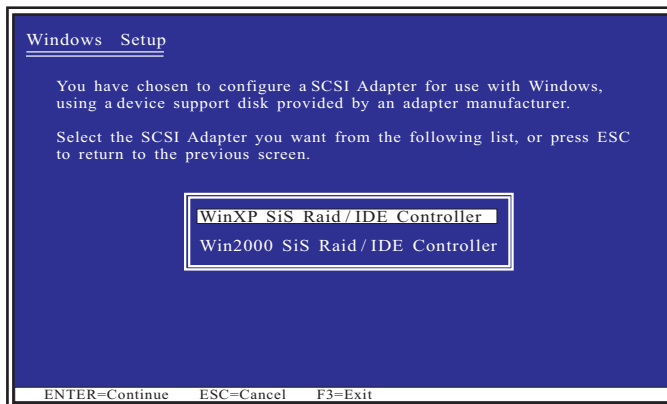 Windows Setup
You have chosen to configure a SCSI Adapter for use with Windows,
using a device support disk provided by an adapter manufacturer.
Select the SCSI Adapter you want from the following list, or press ESC
to return to the previous screen.
WinXP SiS Raid / IDE Controller
Win2000 SiS Raid / IDE Controller
ENTER=Continue ESC=Cancel F3=Exit